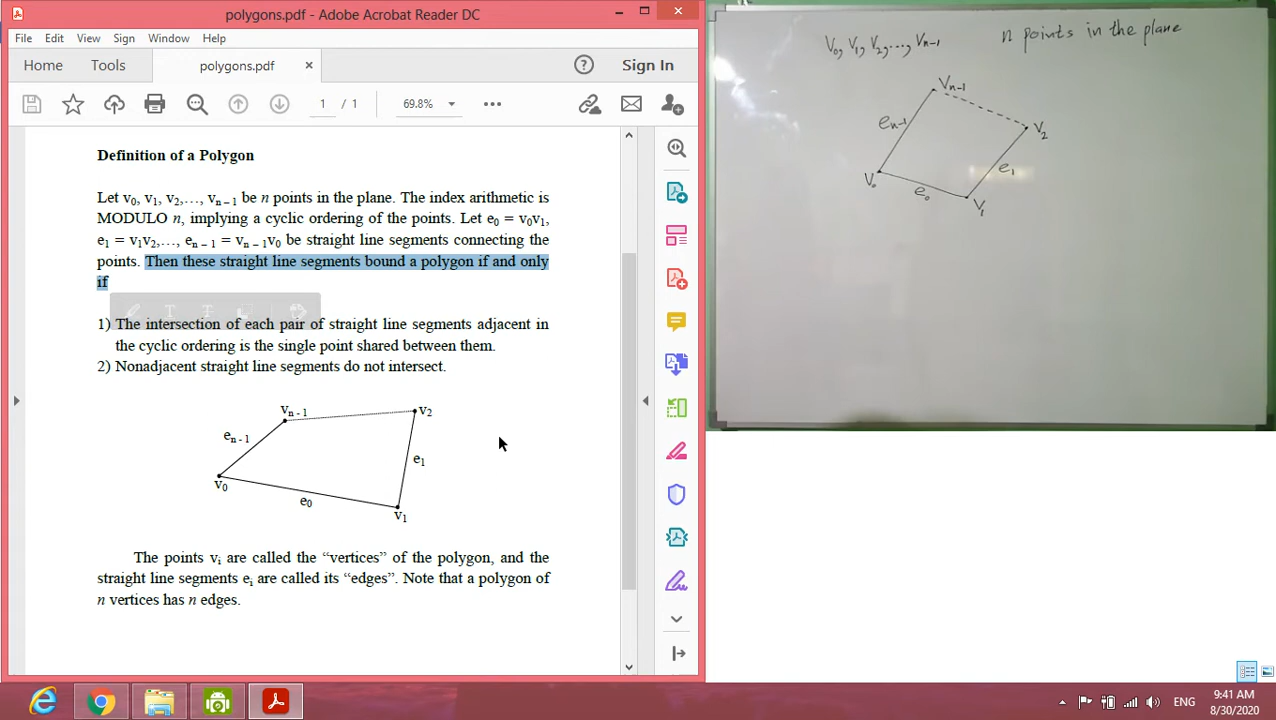 polygons.pdf - Adobe Acrobat Reader DC
File Edit View Sign Window Help
Home Tools polygons.pdf × Sign In
1 / 1 69.8%
Definition of a Polygon
Let v0, v1, v2,…, vn – 1 be n points in the plane. The index arithmetic is
MODULO n, implying a cyclic ordering of the points. Let e0 = v0v1,
e1 = v1v2,…, en – 1 = vn – 1v0 be straight line segments connecting the
points. Then these straight line segments bound a polygon if and only
if
1) The intersection of each pair of straight line segments adjacent in
the cyclic ordering is the single point shared between them.
2) Nonadjacent straight line segments do not intersect.
vn - 1
v2
en - 1
e1
v0
e0
v1
The points vi are called the “vertices” of the polygon, and the
straight line segments ei are called its “edges”. Note that a polygon of
n vertices has n edges.
V0, V1, V2, ..., Vn-1 n points in the plane
Vn-1
en-1
V2
e1
V0
e0
V1
ENG
9:41 AM
8/30/2020